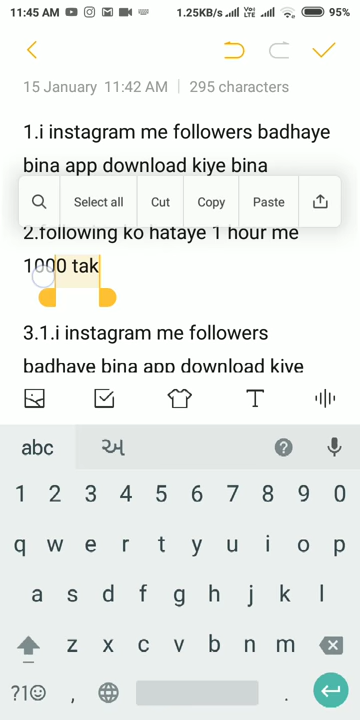 11:45 AM 1.25KB/s Vo) LTE 95%
15 January 11:42 AM | 295 characters
1.i instagram me followers badhaye
bina app download kiye bina
Select all Cut Copy Paste
2.following ko hataye 1 hour me
1000 tak
3.1.i instagram me followers
badhaye bina app download kiye
T
abc અ ?
1 2 3 4 5 6 7 8 9 0
q w e r t y u i o p
a s d f g h j k l
z x c v b n m
?1☺ , .